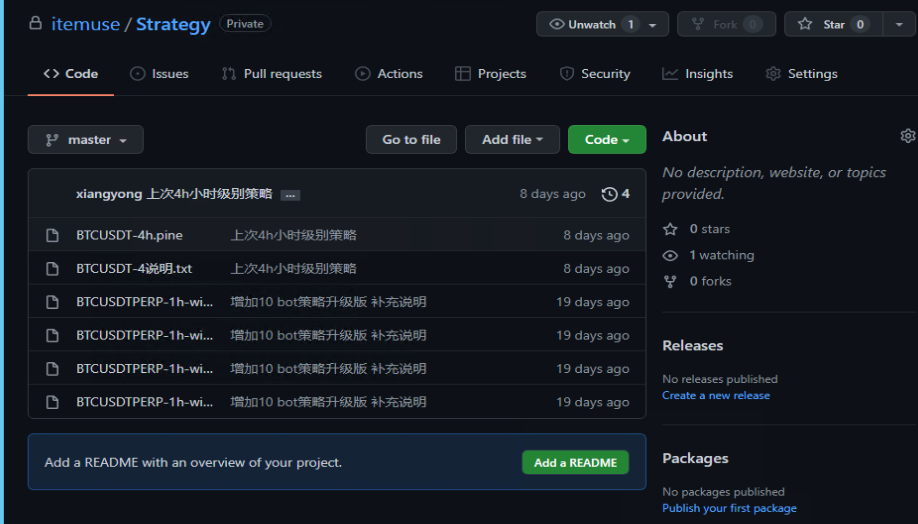 itemuse / Strategy Private
Unwatch 1 Fork 0 Star 0
Code Issues Pull requests Actions Projects Security Insights Settings
master Go to file Add file Code
xiangyong 上次4h小时级别策略 ... 8 days ago 4
BTCUSDT-4h.pine 上次4h小时级别策略 8 days ago
BTCUSDT-4说明.txt 上次4h小时级别策略 8 days ago
BTCUSDTPERP-1h-wi... 增加10 bot策略升级版 补充说明 19 days ago
BTCUSDTPERP-1h-wi... 增加10 bot策略升级版 补充说明 19 days ago
BTCUSDTPERP-1h-wi... 增加10 bot策略升级版 补充说明 19 days ago
BTCUSDTPERP-1h-wi... 增加10 bot策略升级版 补充说明 19 days ago
Add a README with an overview of your project. Add a README
About
No description, website, or topics
provided.
0 stars
1 watching
0 forks
Releases
No releases published
Create a new release
Packages
No packages published
Publish your first package